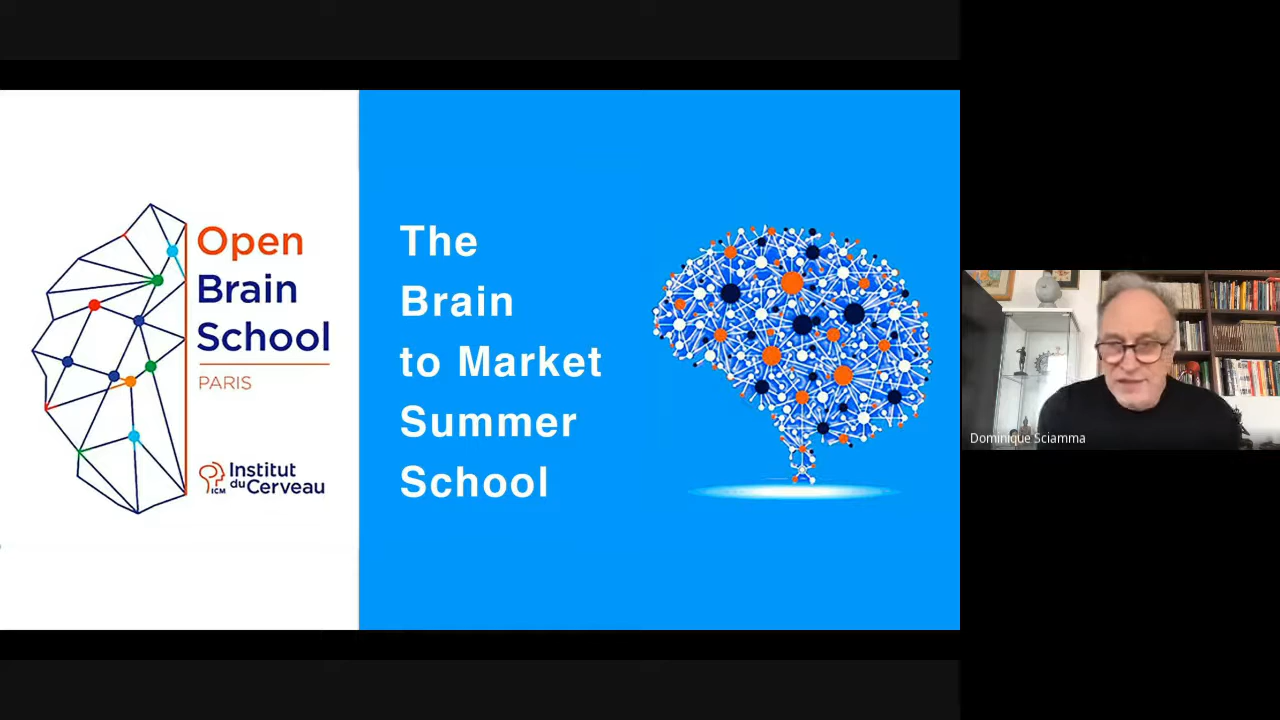 Open
Brain
School
PARIS
ICM
Institut
du Cerveau
The
Brain
to Market
Summer
School
Dominique Sciamma